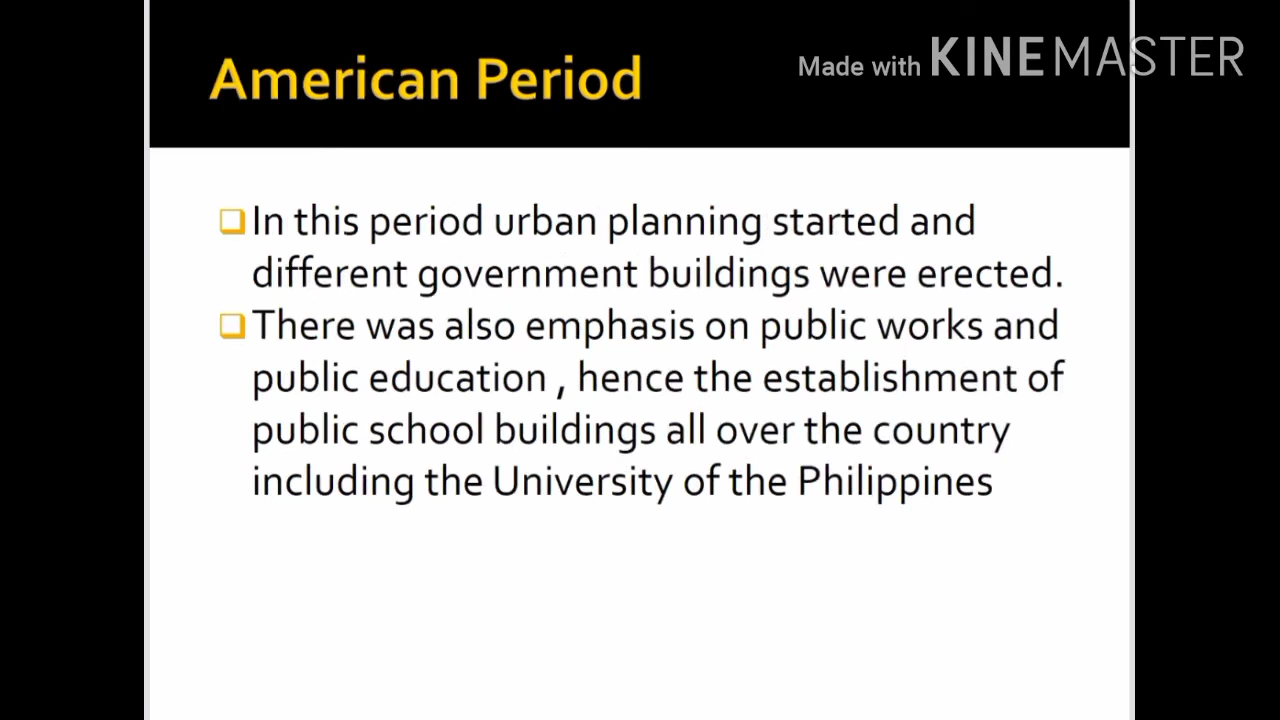 American Period
Made with KINEMASTER
In this period urban planning started and
different government buildings were erected.
There was also emphasis on public works and
public education , hence the establishment of
public school buildings all over the country
including the University of the Philippines